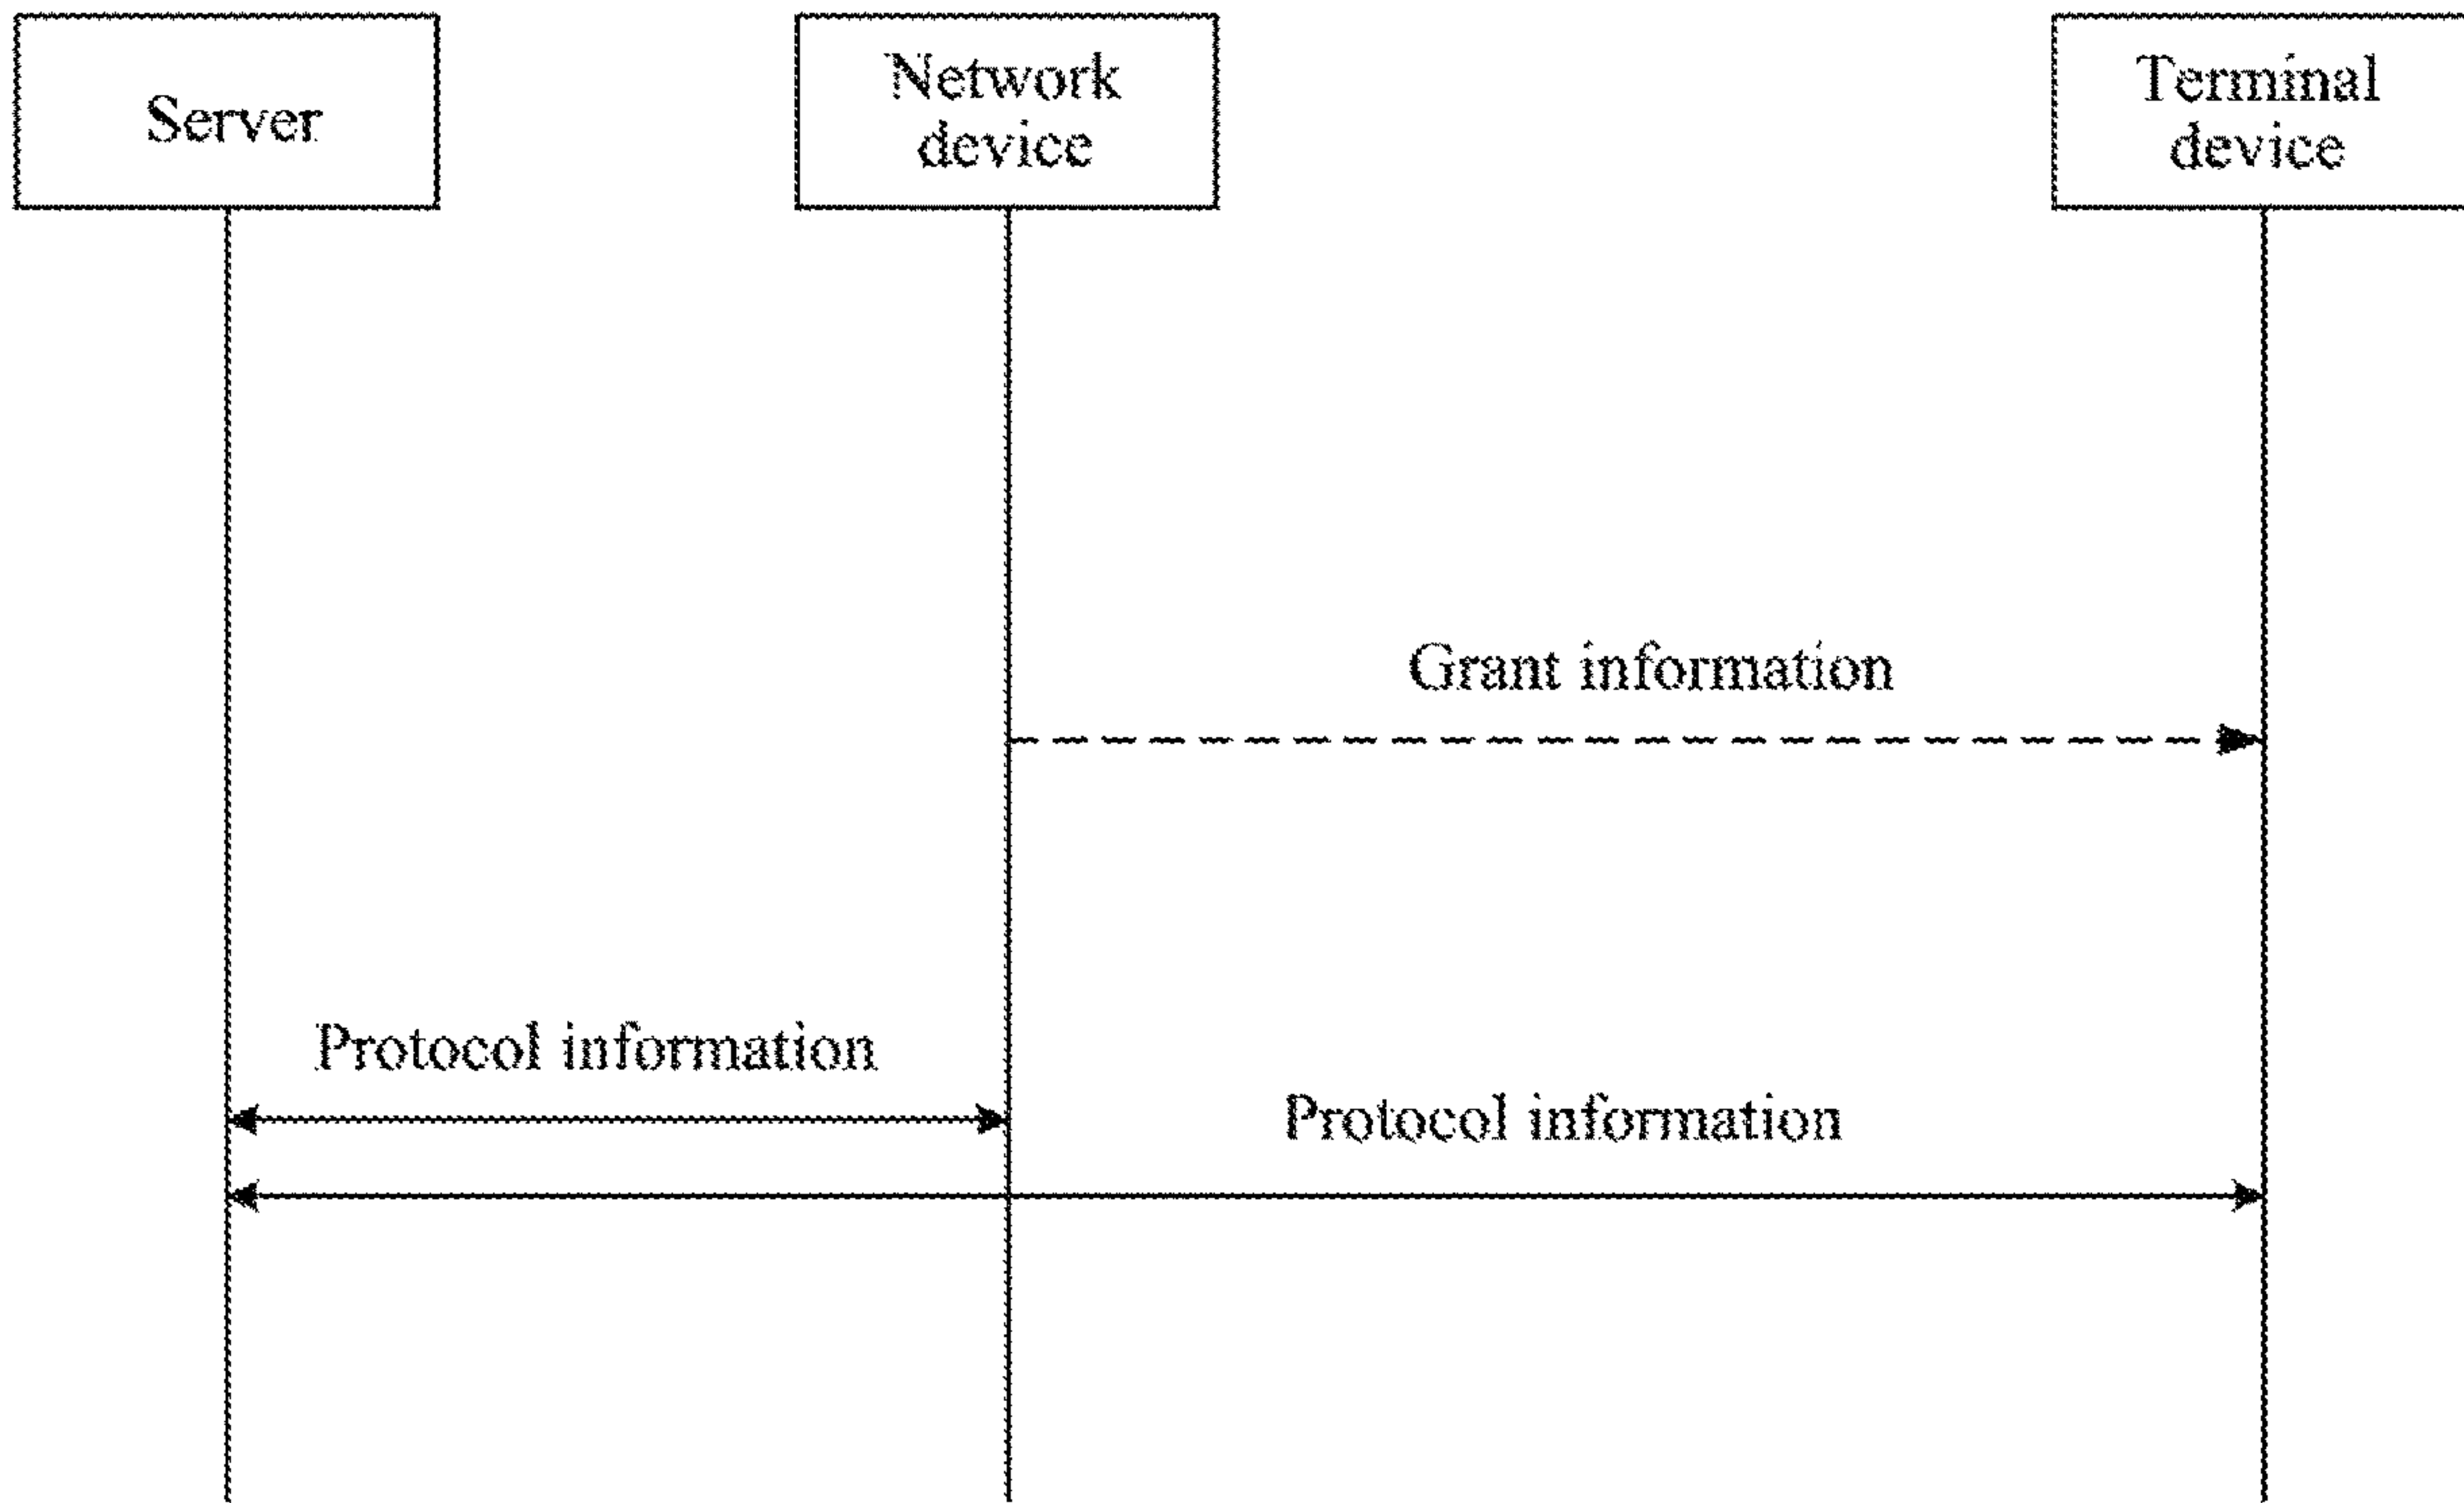 Server
Network
device
Terminal
device
Grant information
Protocol information
Protocol information